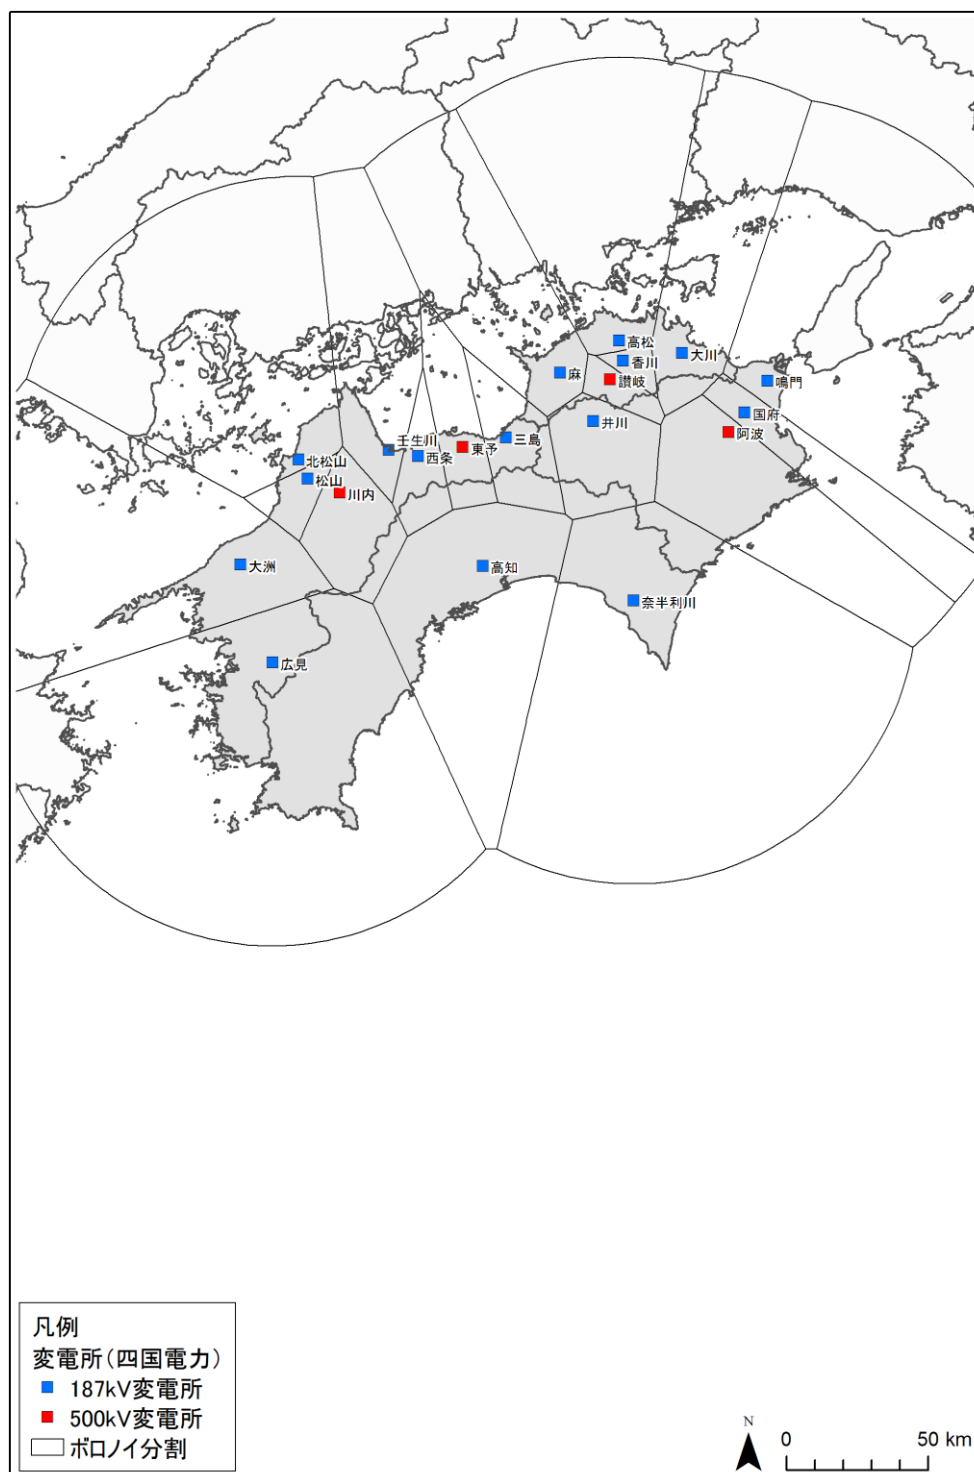 高松
香川
大川
麻
讃岐
鳴門
井川
国府
阿波
壬生川
三島
東予
西条
北松山
松山
川内
大洲
高知
奈半利川
広見
凡例
変電所(四国電力)
187kV変電所
500kV変電所
ボロノイ分割
N
0 50 km